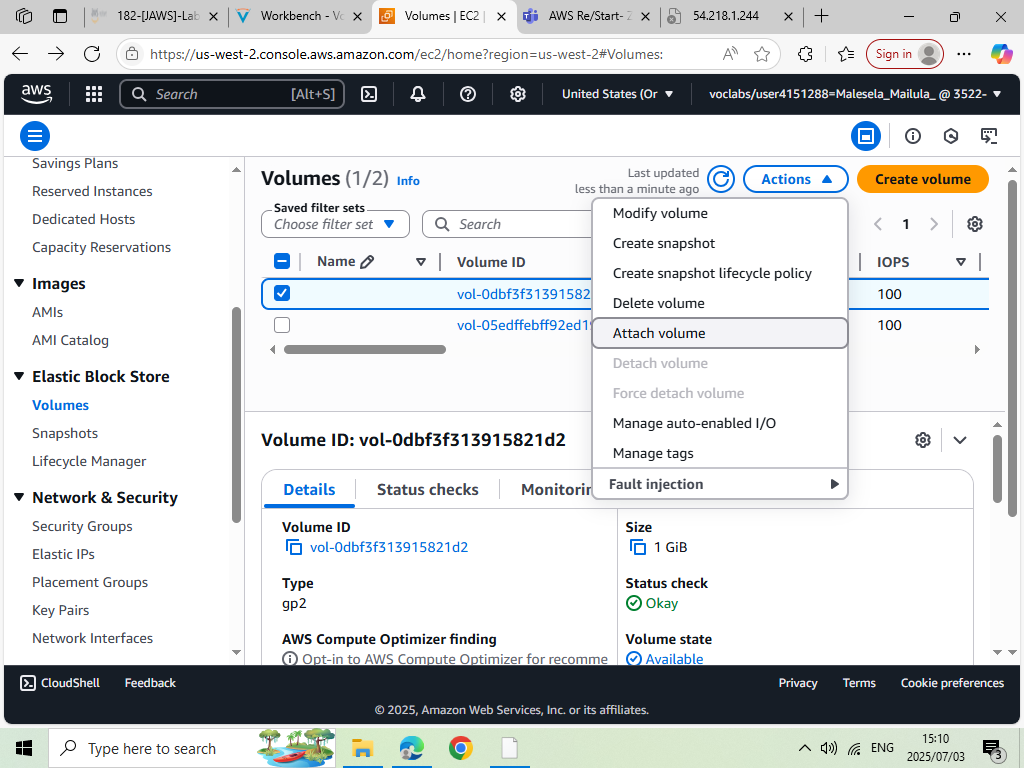 182-[JAWS]-Lab
Workbench - Vo
Volumes | EC2 |
AWS Re/Start- 2
54.218.1.244
https://us-west-2.console.aws.amazon.com/ec2/home?region=us-west-2#Volumes:
Sign in
aws
Search [Alt+S]
United States (Or
voclabs/user4151288=Malesela_Mailula_ @ 3522-
Savings Plans
Reserved Instances
Dedicated Hosts
Capacity Reservations
Images
AMIs
AMI Catalog
Elastic Block Store
Volumes
Snapshots
Lifecycle Manager
Network & Security
Security Groups
Elastic IPs
Placement Groups
Key Pairs
Network Interfaces
Volumes (1/2) Info
Last updated
less than a minute ago
Actions
Create volume
Saved filter sets
Choose filter set
Search
1
Name
Volume ID
IOPS
vol-0dbf3f31391582
100
vol-05edffebff92ed19
100
Modify volume
Create snapshot
Create snapshot lifecycle policy
Delete volume
Attach volume
Detach volume
Force detach volume
Manage auto-enabled I/O
Manage tags
Fault injection
Volume ID: vol-0dbf3f313915821d2
Details
Status checks
Monitorin
Volume ID
vol-0dbf3f313915821d2
Size
1 GiB
Type
gp2
Status check
Okay
AWS Compute Optimizer finding
Opt-in to AWS Compute Optimizer for recomme
Volume state
Available
CloudShell
Feedback
Privacy
Terms
Cookie preferences
© 2025, Amazon Web Services, Inc. or its affiliates.
Type here to search
ENG
15:10
2025/07/03
3